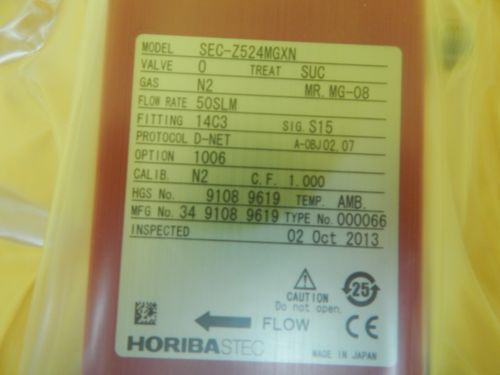 MODEL SEC-Z524MGXN
VALVE O TREAT SUC
GAS N2 MR. MG-08
FLOW RATE 50SLM
FITTING 14C3 SIG. S15
PROTOCOL D-NET A-OBJ02.07
OPTION 1006
CALIB. N2 C.F. 1.000
HGS No. 9108 9619 TEMP. AMB.
MFG No. 34 9108 9619 TYPE No. 000066
INSPECTED 02 Oct 2013
CAUTION
Do not open.
25
FLOW
CE
HORIBASTEC MADE IN JAPAN